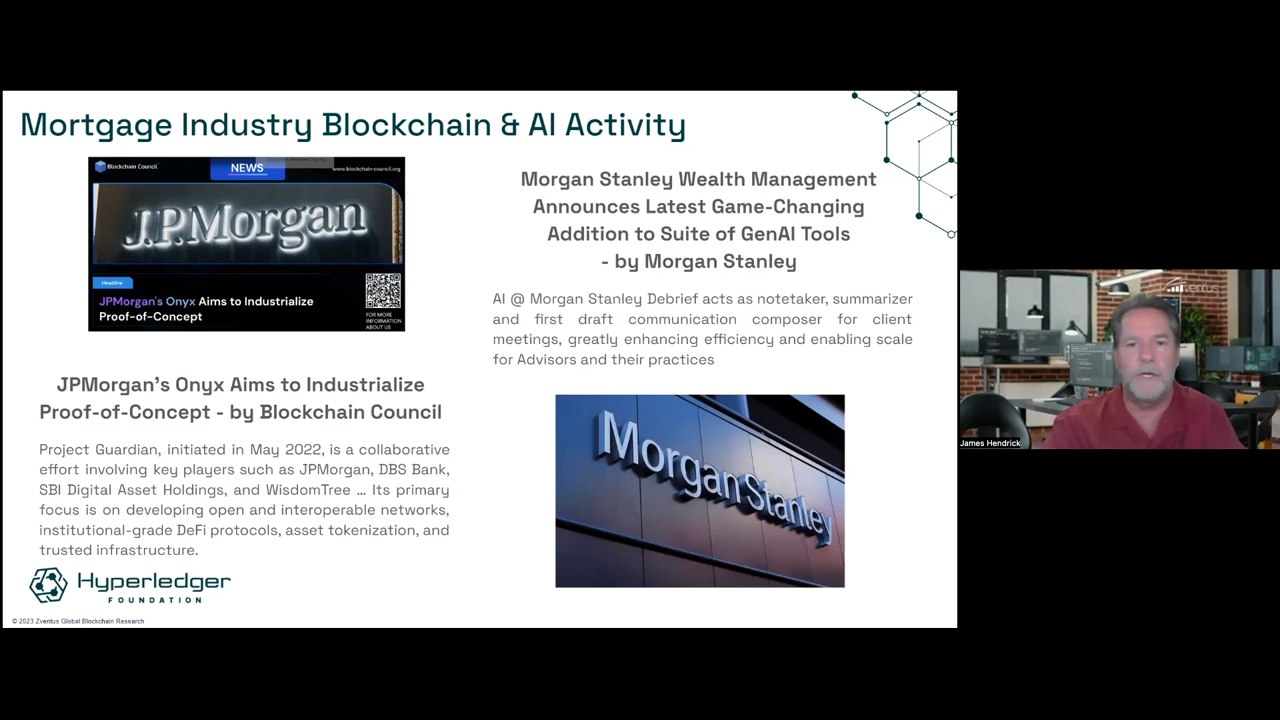 Mortgage Industry Blockchain & AI Activity
Blockchain Council
NEWS
www.blockchain-council.org
J.P.Morgan
Headline
JPMorgan's Onyx Aims to Industrialize
Proof-of-Concept
FOR MORE
INFORMATION
ABOUT US
JPMorgan's Onyx Aims to Industrialize
Proof-of-Concept - by Blockchain Council
Project Guardian, initiated in May 2022, is a collaborative
effort involving key players such as JPMorgan, DBS Bank,
SBI Digital Asset Holdings, and WisdomTree ... Its primary
focus is on developing open and interoperable networks,
institutional-grade DeFi protocols, asset tokenization, and
trusted infrastructure.
Hyperledger
FOUNDATION
© 2023 Zventus Global Blockchain Research
Morgan Stanley Wealth Management
Announces Latest Game-Changing
Addition to Suite of GenAI Tools
- by Morgan Stanley
AI @ Morgan Stanley Debrief acts as notetaker, summarizer
and first draft communication composer for client
meetings, greatly enhancing efficiency and enabling scale
for Advisors and their practices
Morgan Stanley
James Hendrick